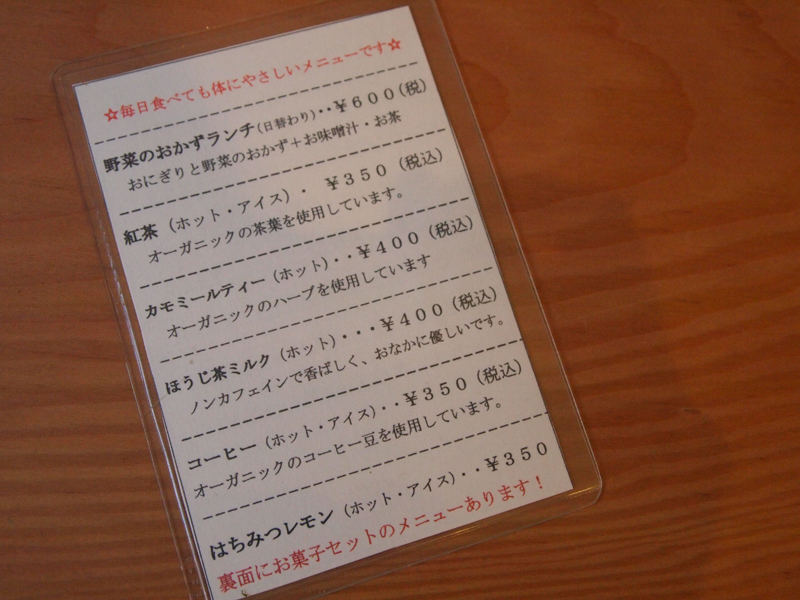 ☆毎日食べても体にやさしいメニューです☆
野菜のおかずランチ(日替わり)・・￥６００(税)
おにぎりと野菜のおかず＋お味噌汁・お茶
紅茶（ホット・アイス）・ ￥３５０（税込）
オーガニックの茶葉を使用しています。
カモミールティー（ホット）・・￥４００（税込）
オーガニックのハーブを使用しています
ほうじ茶ミルク（ホット）・・・￥４００（税込）
ノンカフェインで香ばしく、おなかに優しいです。
コーヒー（ホット・アイス）・・￥３５０（税込）
オーガニックのコーヒー豆を使用しています。
はちみつレモン（ホット・アイス）・・￥３５０
裏面にお菓子セットのメニューあります！